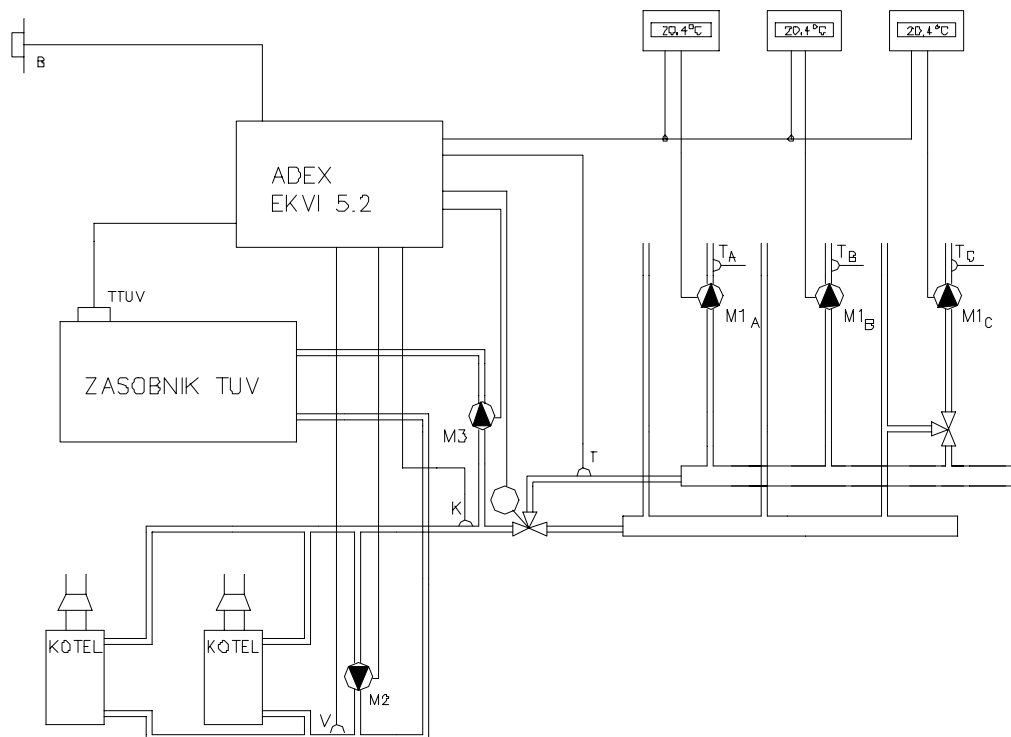 20.4°C
20.4°C
20.4°C
B
ADEX
EKVI 5.2
TA
TB
TC
TTUV
M1A
M1B
M1C
ZASOBNIK TUV
M3
T
K
KOTEL
KOTEL
V
M2